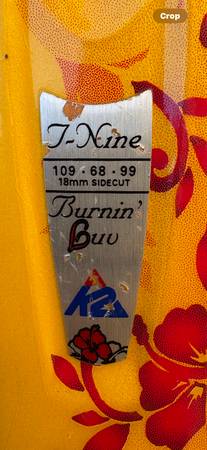 Crop
T-Nine
109 • 68 • 99
18mm SIDECUT
Burnin'
Luv
K2